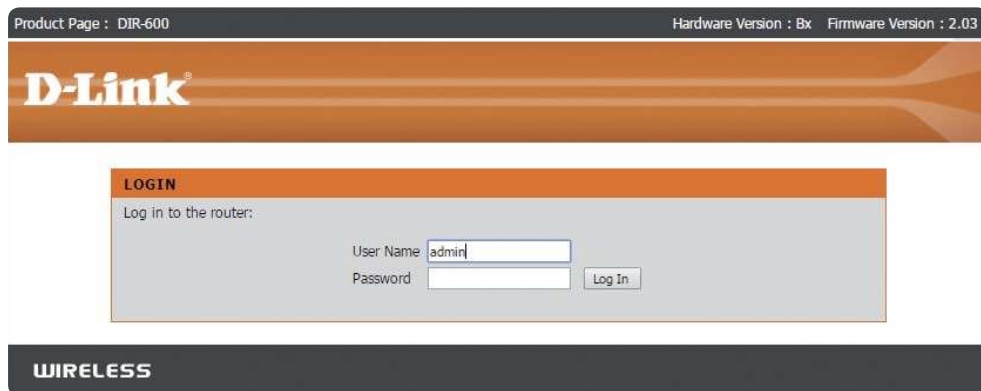 Product Page : DIR-600 Hardware Version : Bx Firmware Version : 2.03
D-Link®
LOGIN
Log in to the router:
User Name admin
Password Log In
WIRELESS